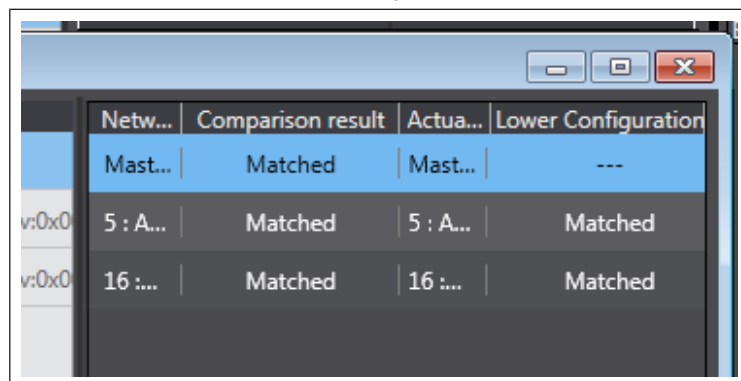 Netw... Comparison result Actua... Lower Configuration
Mast... Matched Mast... ---
v:0x0 5 : A... Matched 5 : A... Matched
v:0x0 16 :... Matched 16 :... Matched